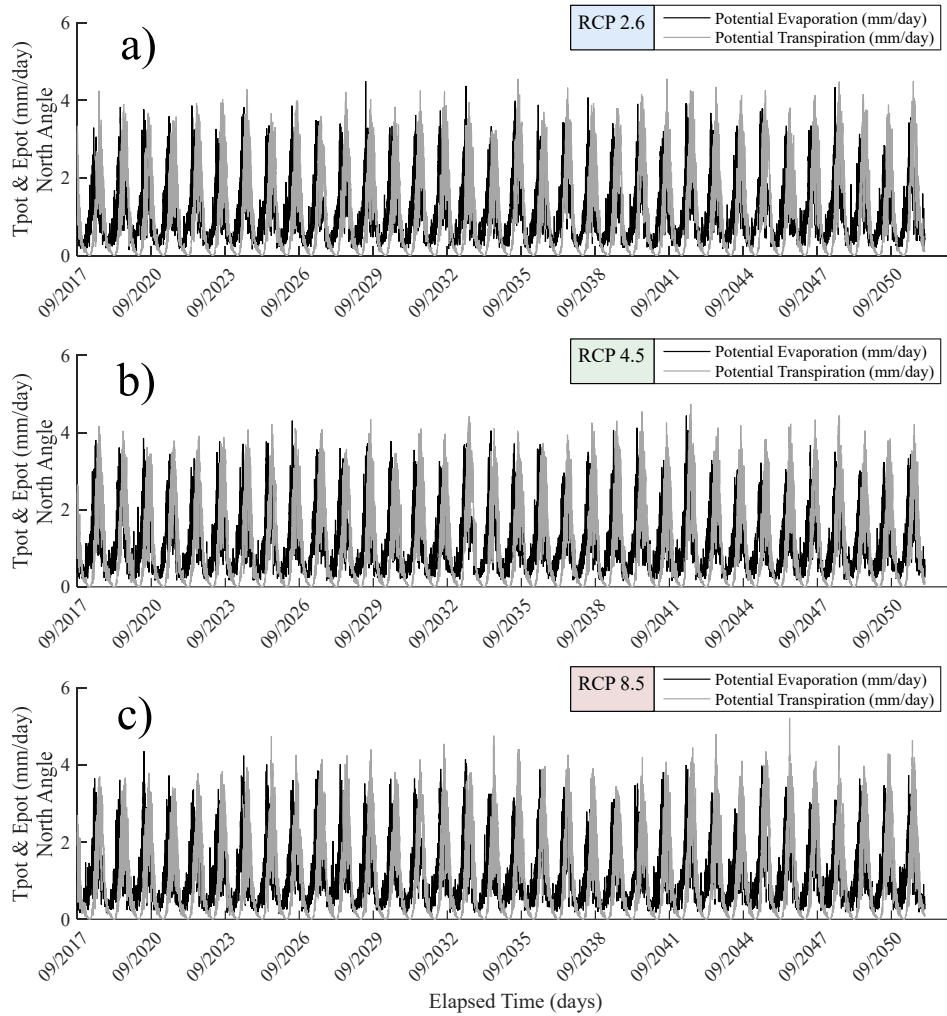 a)
RCP 2.6
Potential Evaporation (mm/day)
Potential Transpiration (mm/day)
Tpot & Epot (mm/day)
North Angle
6
4
2
0
09/2017
09/2020
09/2023
09/2026
09/2029
09/2032
09/2035
09/2038
09/2041
09/2044
09/2047
09/2050
b)
RCP 4.5
Potential Evaporation (mm/day)
Potential Transpiration (mm/day)
Tpot & Epot (mm/day)
North Angle
6
4
2
0
09/2017
09/2020
09/2023
09/2026
09/2029
09/2032
09/2035
09/2038
09/2041
09/2044
09/2047
09/2050
c)
RCP 8.5
Potential Evaporation (mm/day)
Potential Transpiration (mm/day)
Tpot & Epot (mm/day)
North Angle
6
4
2
0
09/2017
09/2020
09/2023
09/2026
09/2029
09/2032
09/2035
09/2038
09/2041
09/2044
09/2047
09/2050
Elapsed Time (days)